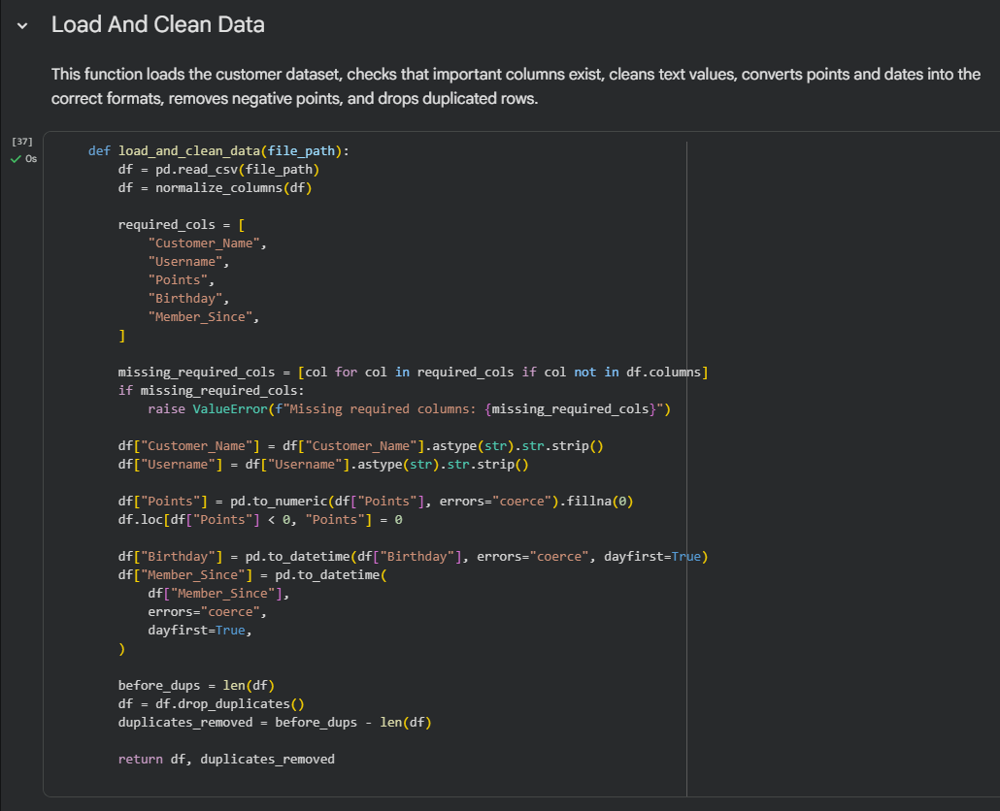 Load And Clean Data
This function loads the customer dataset, checks that important columns exist, cleans text values, converts points and dates into the
correct formats, removes negative points, and drops duplicated rows.
[37]
0s
def load_and_clean_data(file_path):
    df = pd.read_csv(file_path)
    df = normalize_columns(df)

    required_cols = [
        "Customer_Name",
        "Username",
        "Points",
        "Birthday",
        "Member_Since",
    ]

    missing_required_cols = [col for col in required_cols if col not in df.columns]
    if missing_required_cols:
        raise ValueError(f"Missing required columns: {missing_required_cols}")

    df["Customer_Name"] = df["Customer_Name"].astype(str).str.strip()
    df["Username"] = df["Username"].astype(str).str.strip()

    df["Points"] = pd.to_numeric(df["Points"], errors="coerce").fillna(0)
    df.loc[df["Points"] < 0, "Points"] = 0

    df["Birthday"] = pd.to_datetime(df["Birthday"], errors="coerce", dayfirst=True)
    df["Member_Since"] = pd.to_datetime(
        df["Member_Since"],
        errors="coerce",
        dayfirst=True,
    )

    before_dups = len(df)
    df = df.drop_duplicates()
    duplicates_removed = before_dups - len(df)

    return df, duplicates_removed